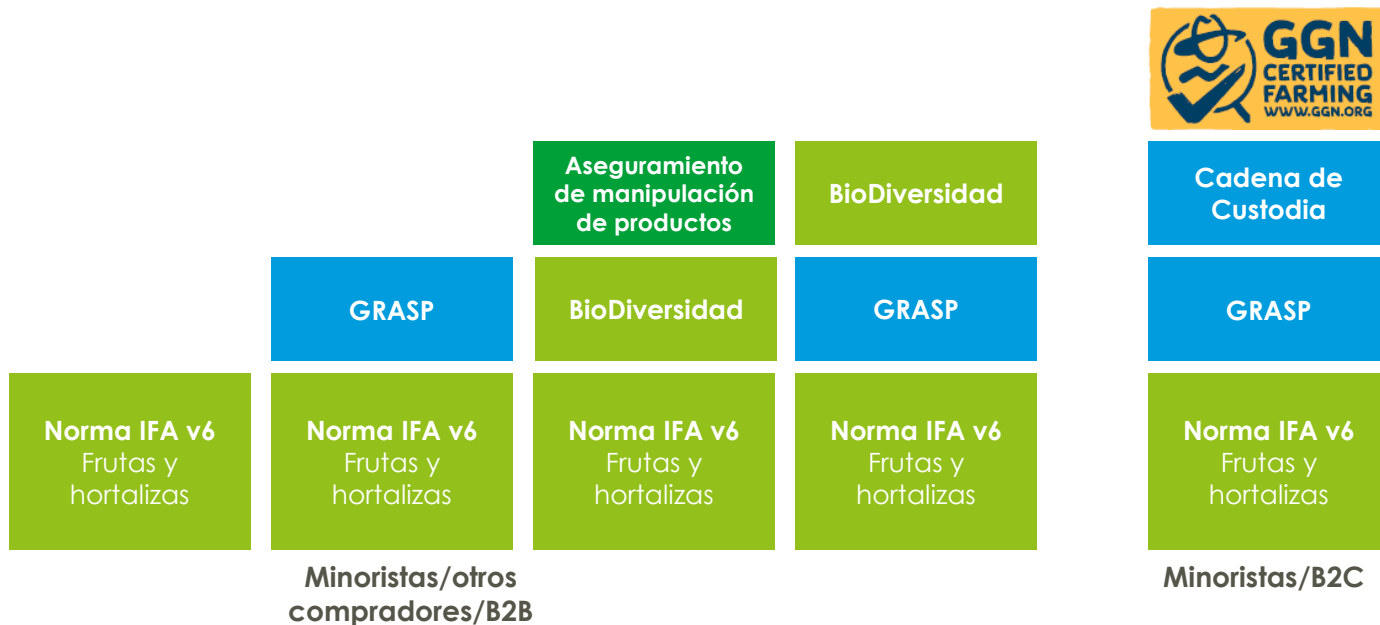 GGN
CERTIFIED
FARMING
WWW.GGN.ORG
Aseguramiento
de manipulación
de productos
BioDiversidad
Cadena de
Custodia
GRASP
BioDiversidad
GRASP
GRASP
Norma IFA v6
Frutas y
hortalizas
Norma IFA v6
Frutas y
hortalizas
Norma IFA v6
Frutas y
hortalizas
Norma IFA v6
Frutas y
hortalizas
Norma IFA v6
Frutas y
hortalizas
Minoristas/otros
compradores/B2B
Minoristas/B2C